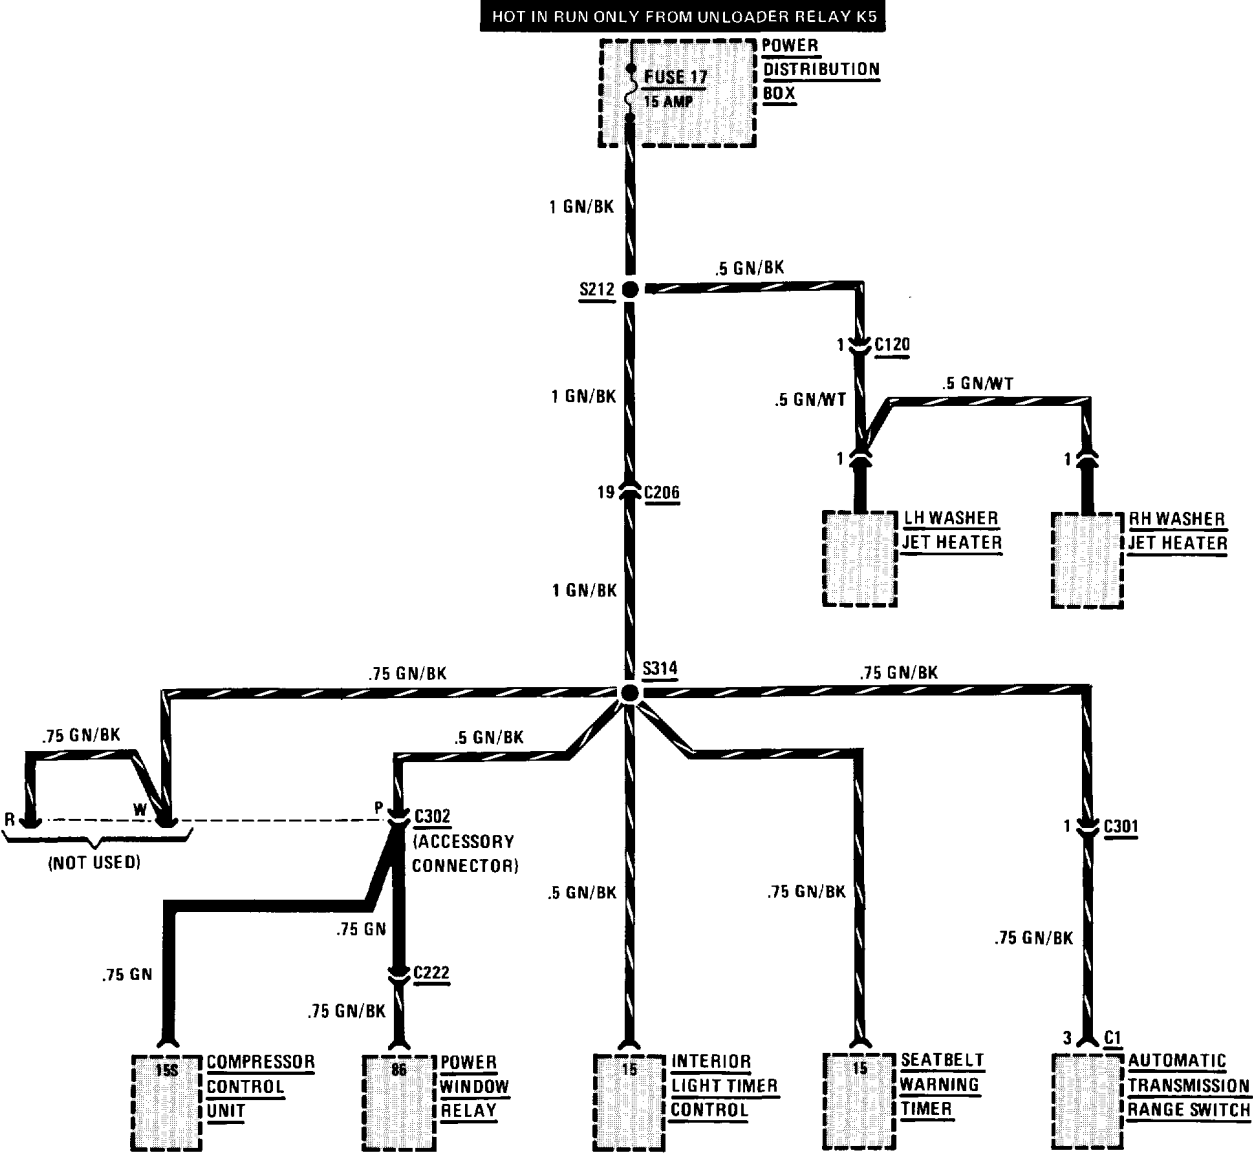 HOT IN RUN ONLY FROM UNLOADER RELAY K5
POWER
DISTRIBUTION
BOX
FUSE 17
15 AMP
1 GN/BK
S212
.5 GN/BK
1
C120
.5 GN/WT
.5 GN/WT
1 GN/BK
1
1
19
C206
LH WASHER
JET HEATER
RH WASHER
JET HEATER
1 GN/BK
S314
.75 GN/BK
.75 GN/BK
.75 GN/BK
.5 GN/BK
R
W
P
C302
(ACCESSORY
CONNECTOR)
(NOT USED)
1
C301
.5 GN/BK
.75 GN/BK
.75 GN
.75 GN/BK
.75 GN
C222
.75 GN/BK
3
C1
15S
COMPRESSOR
CONTROL
UNIT
86
POWER
WINDOW
RELAY
15
INTERIOR
LIGHT TIMER
CONTROL
15
SEATBELT
WARNING
TIMER
AUTOMATIC
TRANSMISSION
RANGE SWITCH